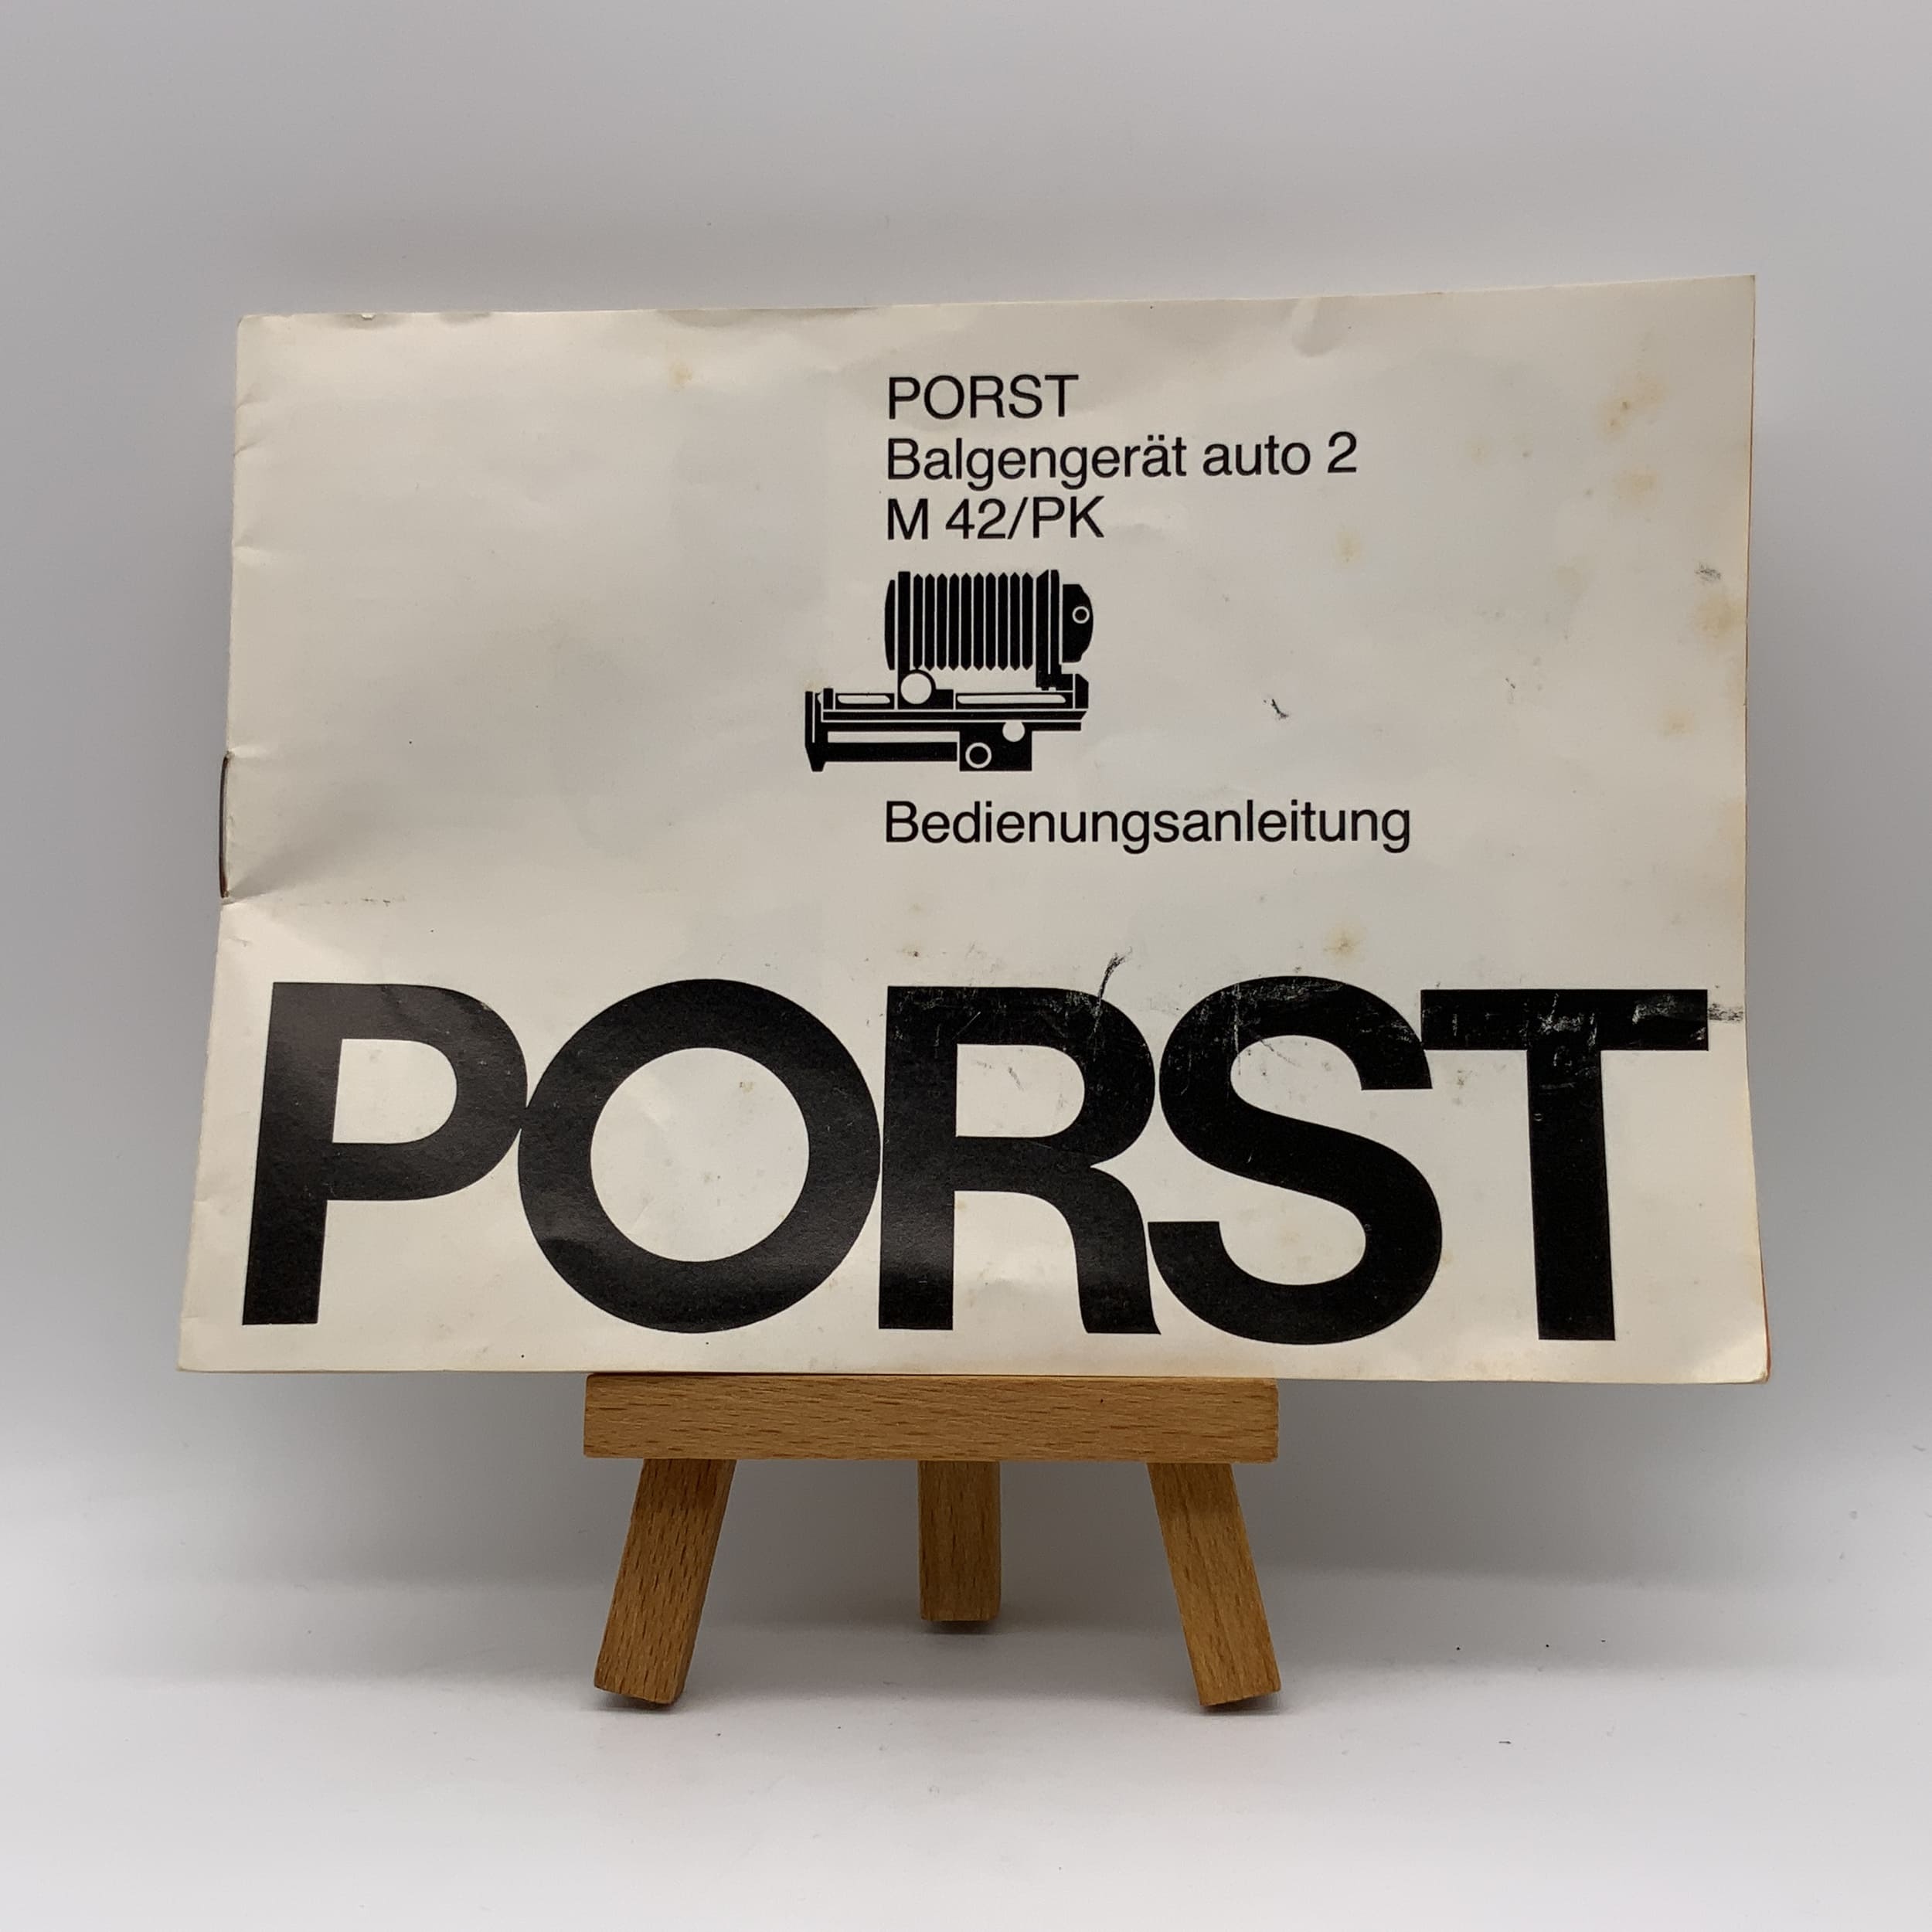 PORST
Balgengerät auto 2
M 42/PK
Bedienungsanleitung
PORST